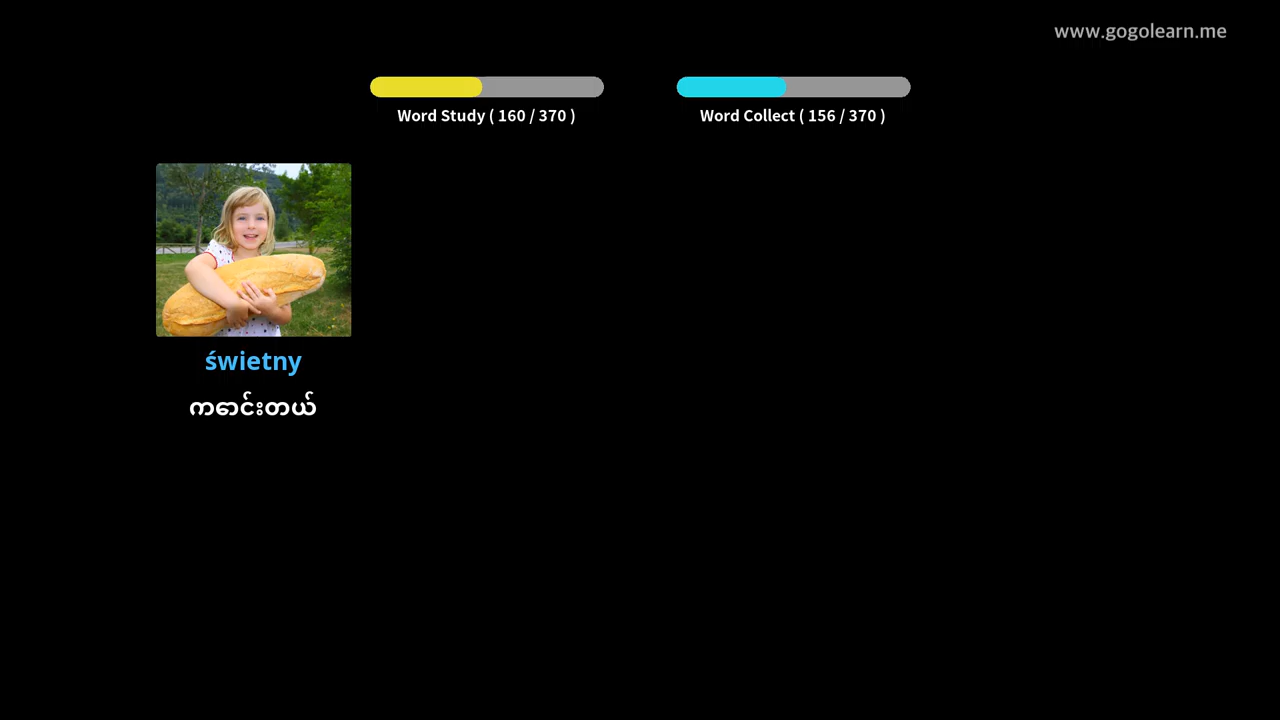 www.gogolearn.me
Word Study ( 160 / 370 )
Word Collect ( 156 / 370 )
świetny
ကောင်းတယ်